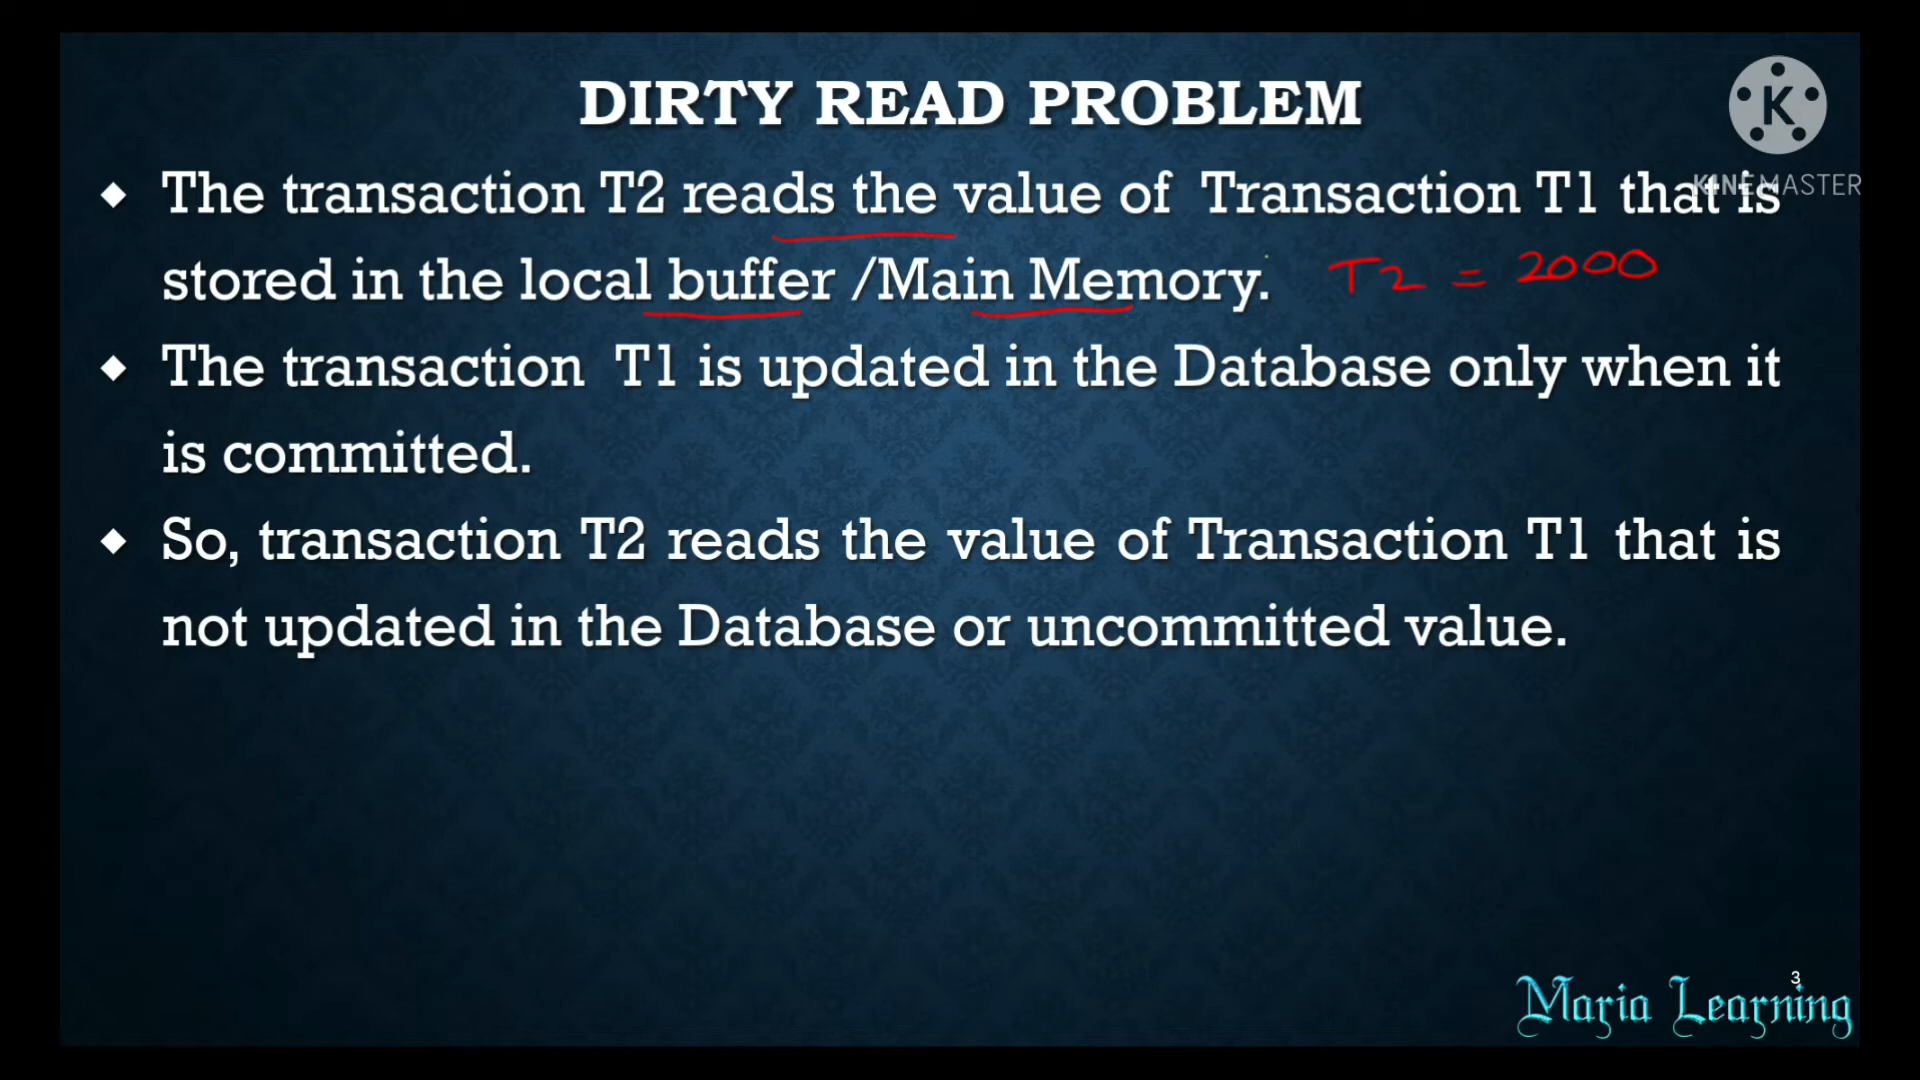 DIRTY READ PROBLEM
K
KINEMASTER
◆ The transaction T2 reads the value of Transaction T1 that is
stored in the local buffer /Main Memory. T2 = 2000
◆ The transaction T1 is updated in the Database only when it
is committed.
◆ So, transaction T2 reads the value of Transaction T1 that is
not updated in the Database or uncommitted value.
3
Maria Learning